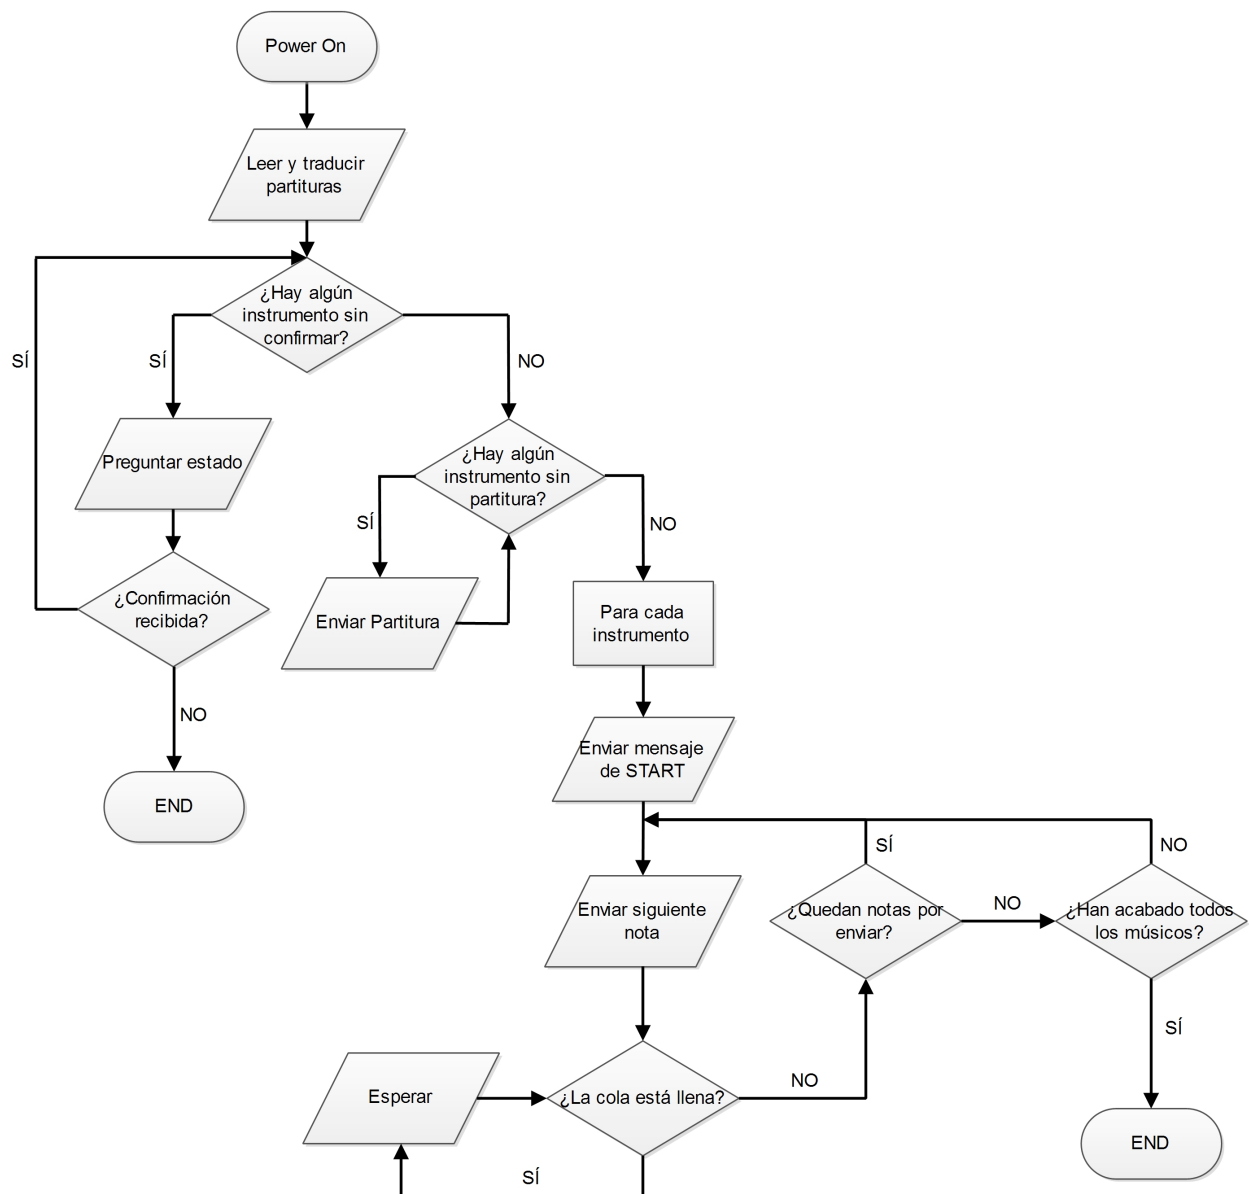 Power On
Leer y traducir
partituras
¿Hay algún
instrumento sin
confirmar?
SÍ
SÍ
NO
Preguntar estado
¿Hay algún
instrumento sin
partitura?
SÍ
NO
¿Confirmación
recibida?
Enviar Partitura
Para cada
instrumento
NO
Enviar mensaje
de START
END
SÍ
NO
Enviar siguiente
nota
¿Quedan notas por
enviar?
NO
¿Han acabado todos
los músicos?
SÍ
Esperar
¿La cola está llena?
NO
END
SÍ